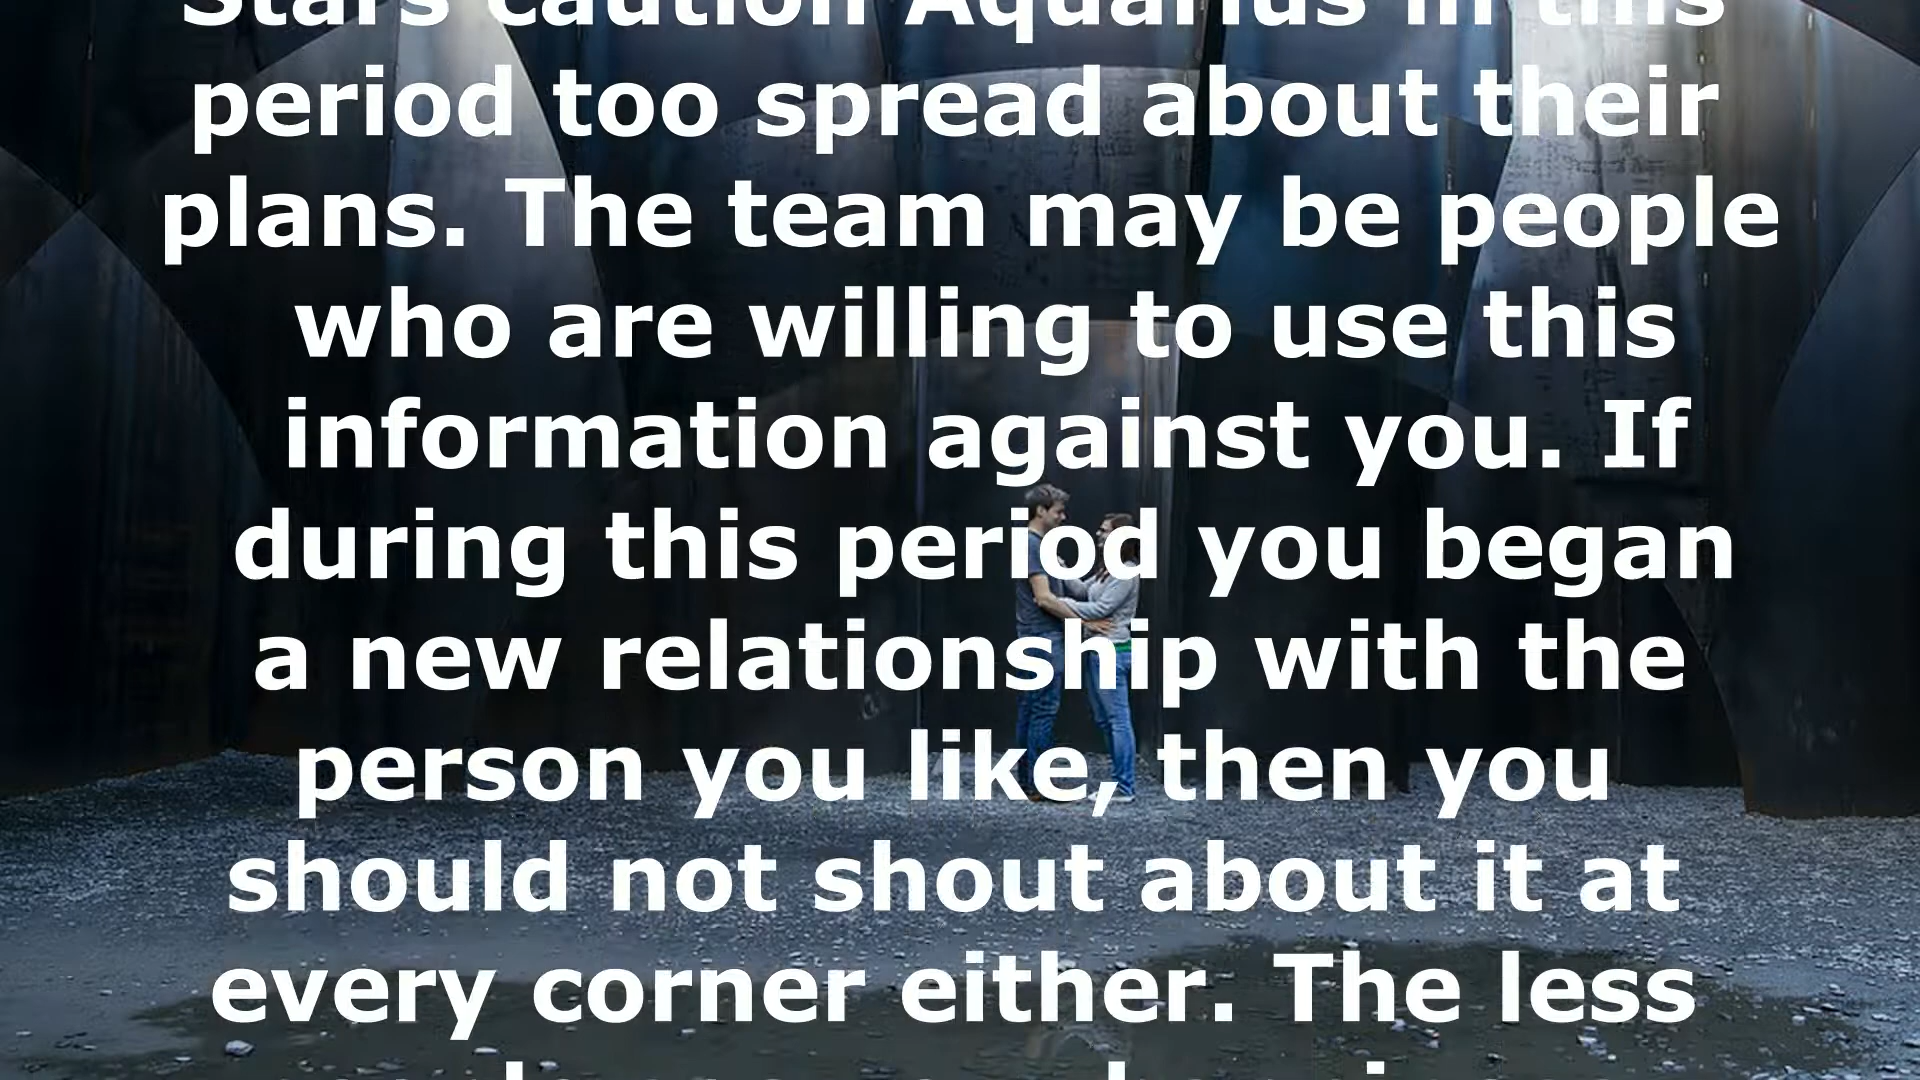 Stars caution Aquarius in this
period too spread about their
plans. The team may be people
who are willing to use this
information against you. If
during this period you began
a new relationship with the
person you like, then you
should not shout about it at
every corner either. The less